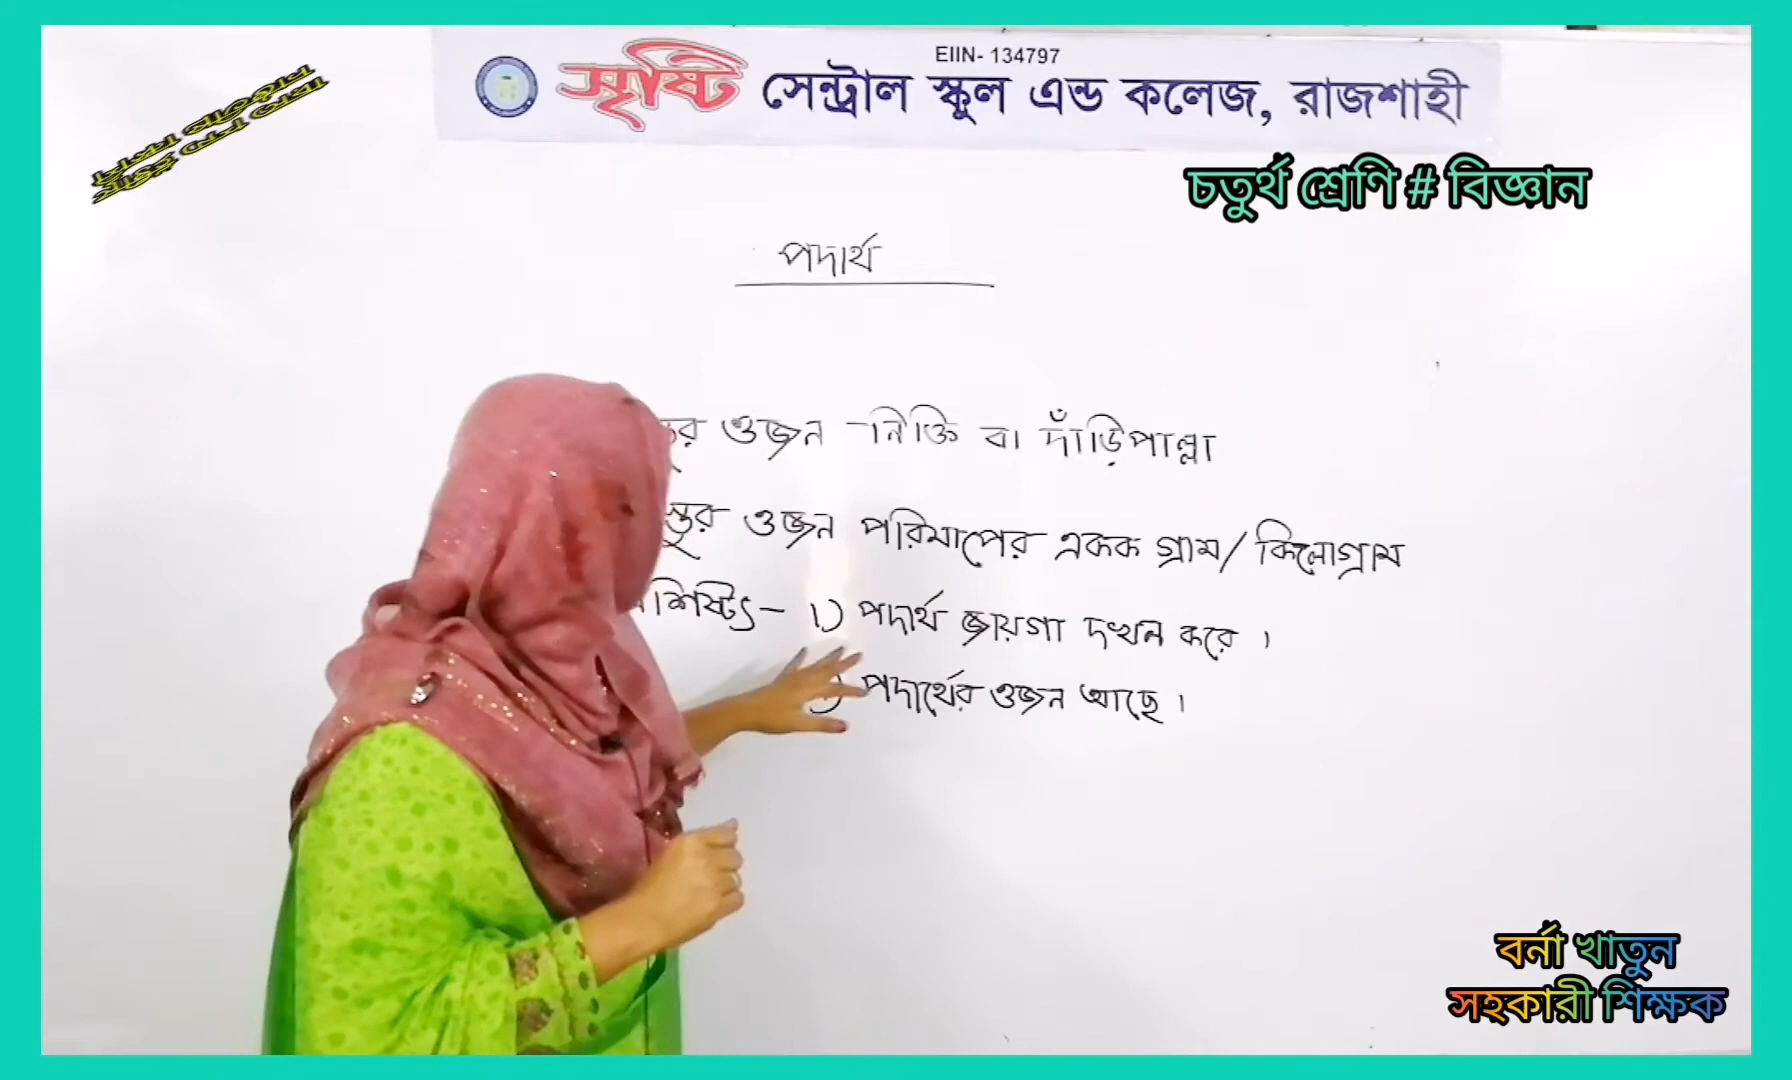 EIIN- 134797
সৃষ্টি সেন্ট্রাল স্কুল এন্ড কলেজ, রাজশাহী
চতুর্থ শ্রেণি # বিজ্ঞান
পদার্থ
ওজন - নিক্তি বা দাঁড়িপাল্লা
ওজন পরিমাপের একক গ্রাম / কিলোগ্রাম
১) পদার্থ জায়গা দখল করে ।
পদার্থের ওজন আছে ।
বর্না খাতুন
সহকারী শিক্ষক